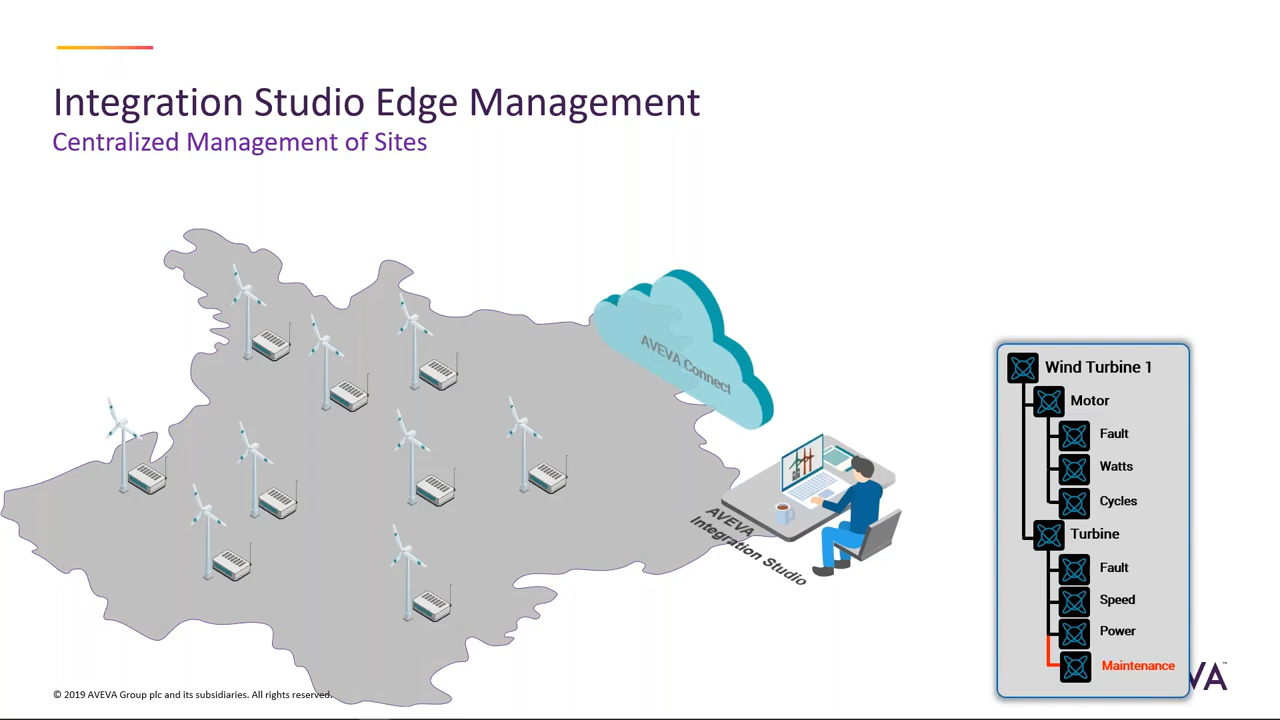 Integration Studio Edge Management
Centralized Management of Sites
AVEVA Connect
AVEVA
Integration Studio
Wind Turbine 1
Motor
Fault
Watts
Cycles
Turbine
Fault
Speed
Power
Maintenance
© 2019 AVEVA Group plc and its subsidiaries. All rights reserved.
VA™